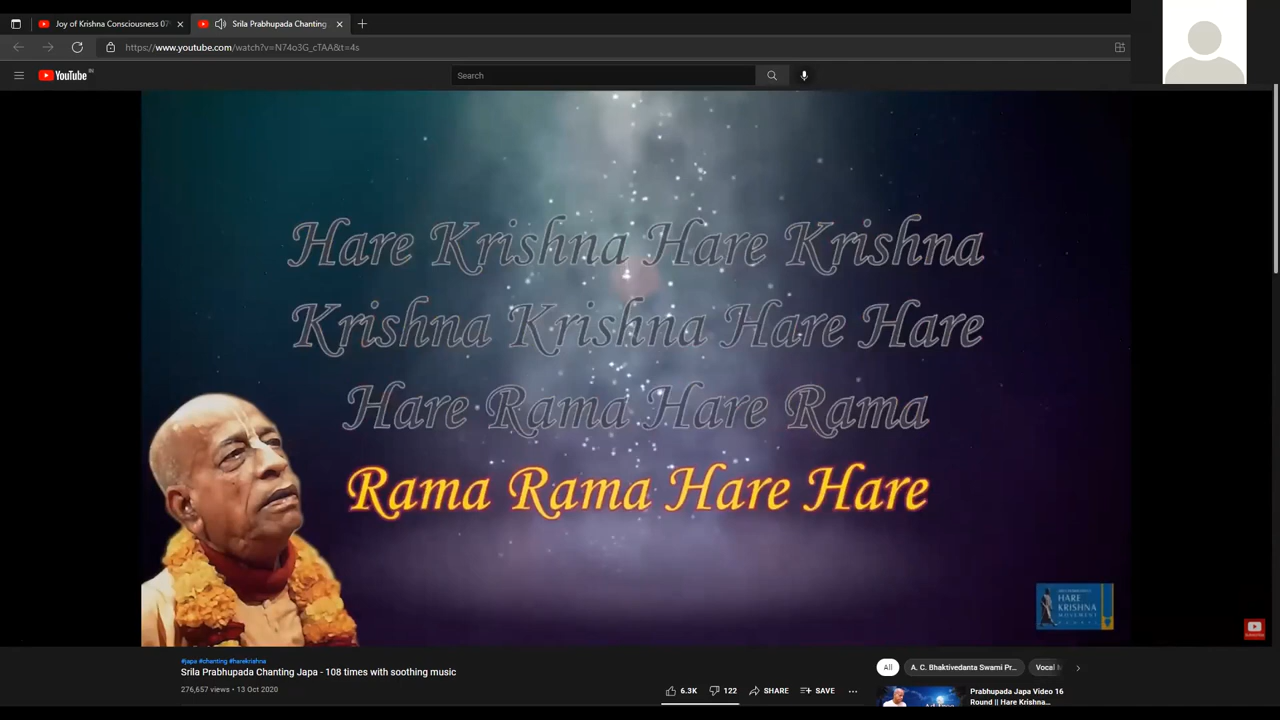 Joy of Krishna Consciousness 07
Srila Prabhupada Chanting
https://www.youtube.com/watch?v=N74o3G_cTAA&t=4s
YouTube
Search
Hare Krishna Hare Krishna
Krishna Krishna Hare Hare
Hare Rama Hare Rama
Rama Rama Hare Hare
HARE
KRISHNA
MOVEMENT
#japa #chanting #harekrishna
Srila Prabhupada Chanting Japa - 108 times with soothing music
276,657 views • 13 Oct 2020
6.3K
122
SHARE
SAVE
All
A. C. Bhaktivedanta Swami Pr...
Vocal
Prabhupada Japa Video 16
Round || Hare Krishna...